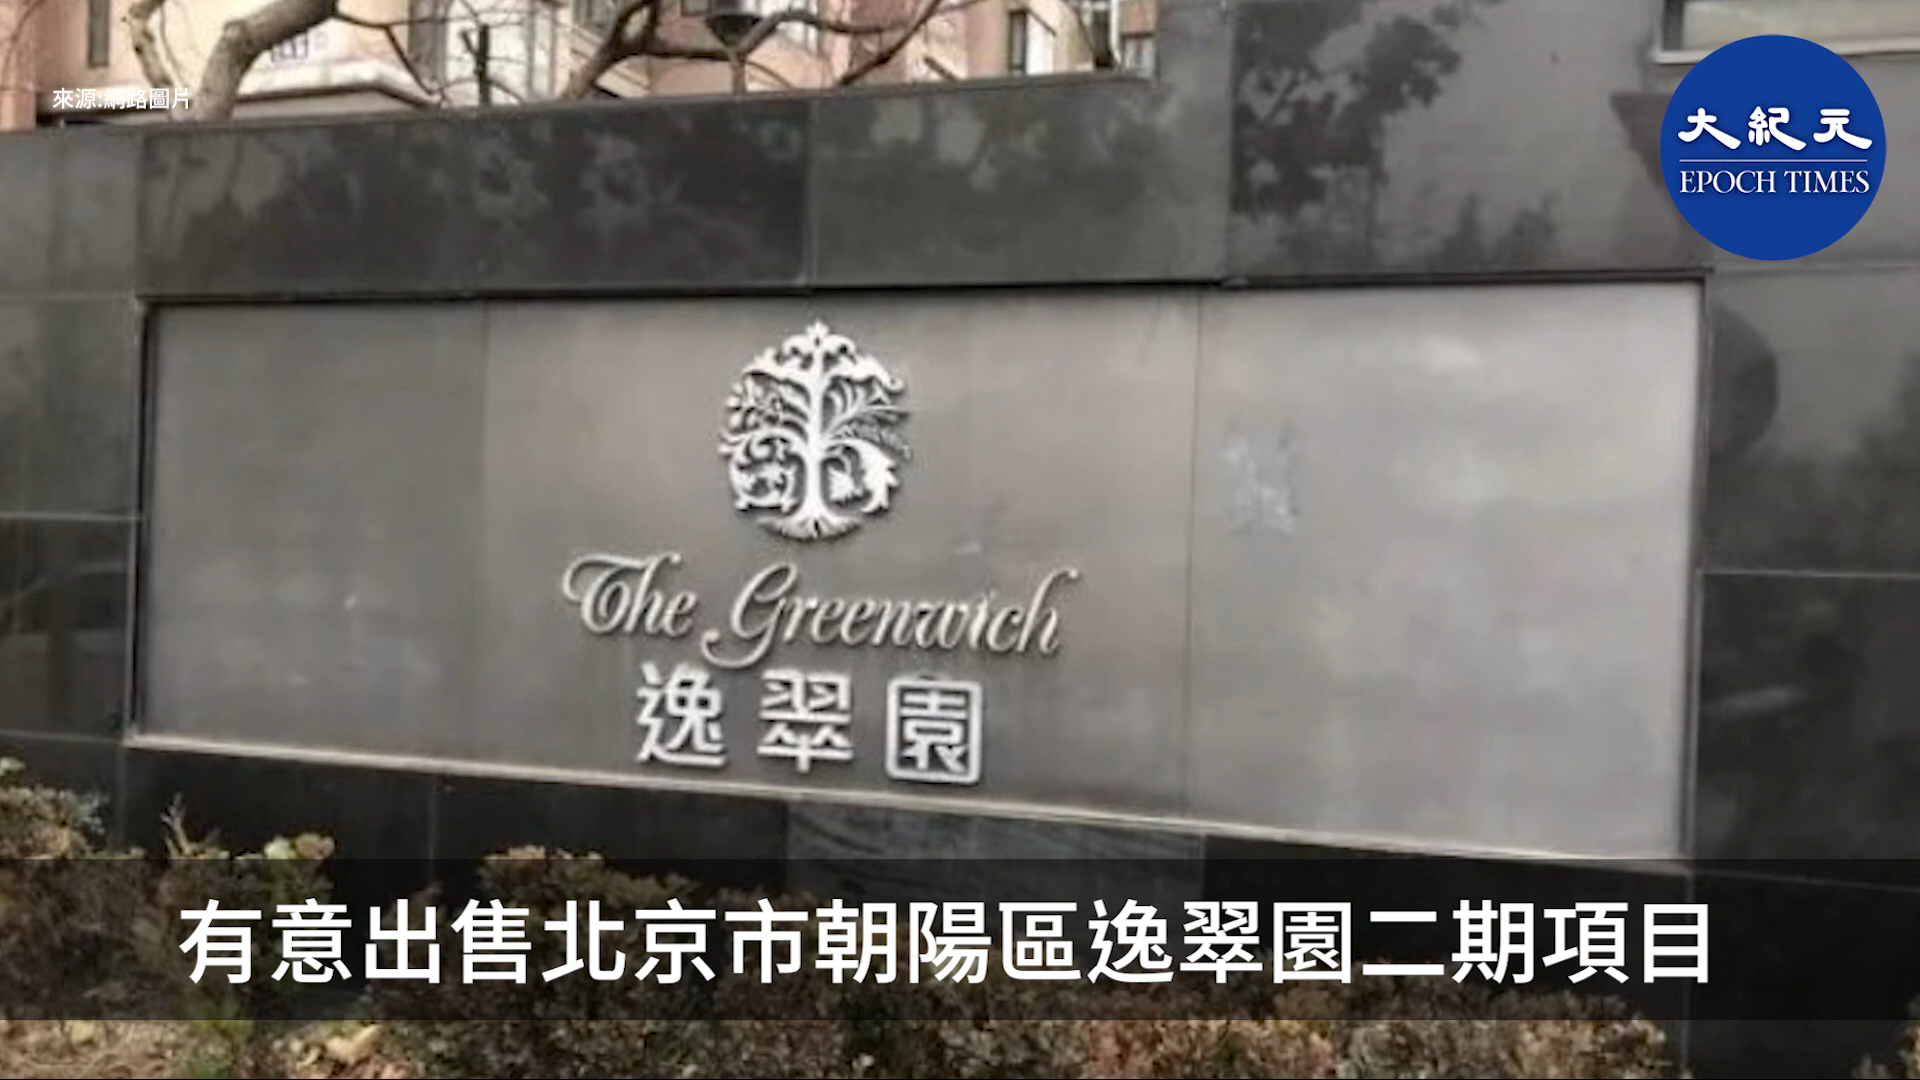 來源:網路圖片
大紀元
EPOCH TIMES
The Greenwich
逸翠園
有意出售北京市朝陽區逸翠園二期項目